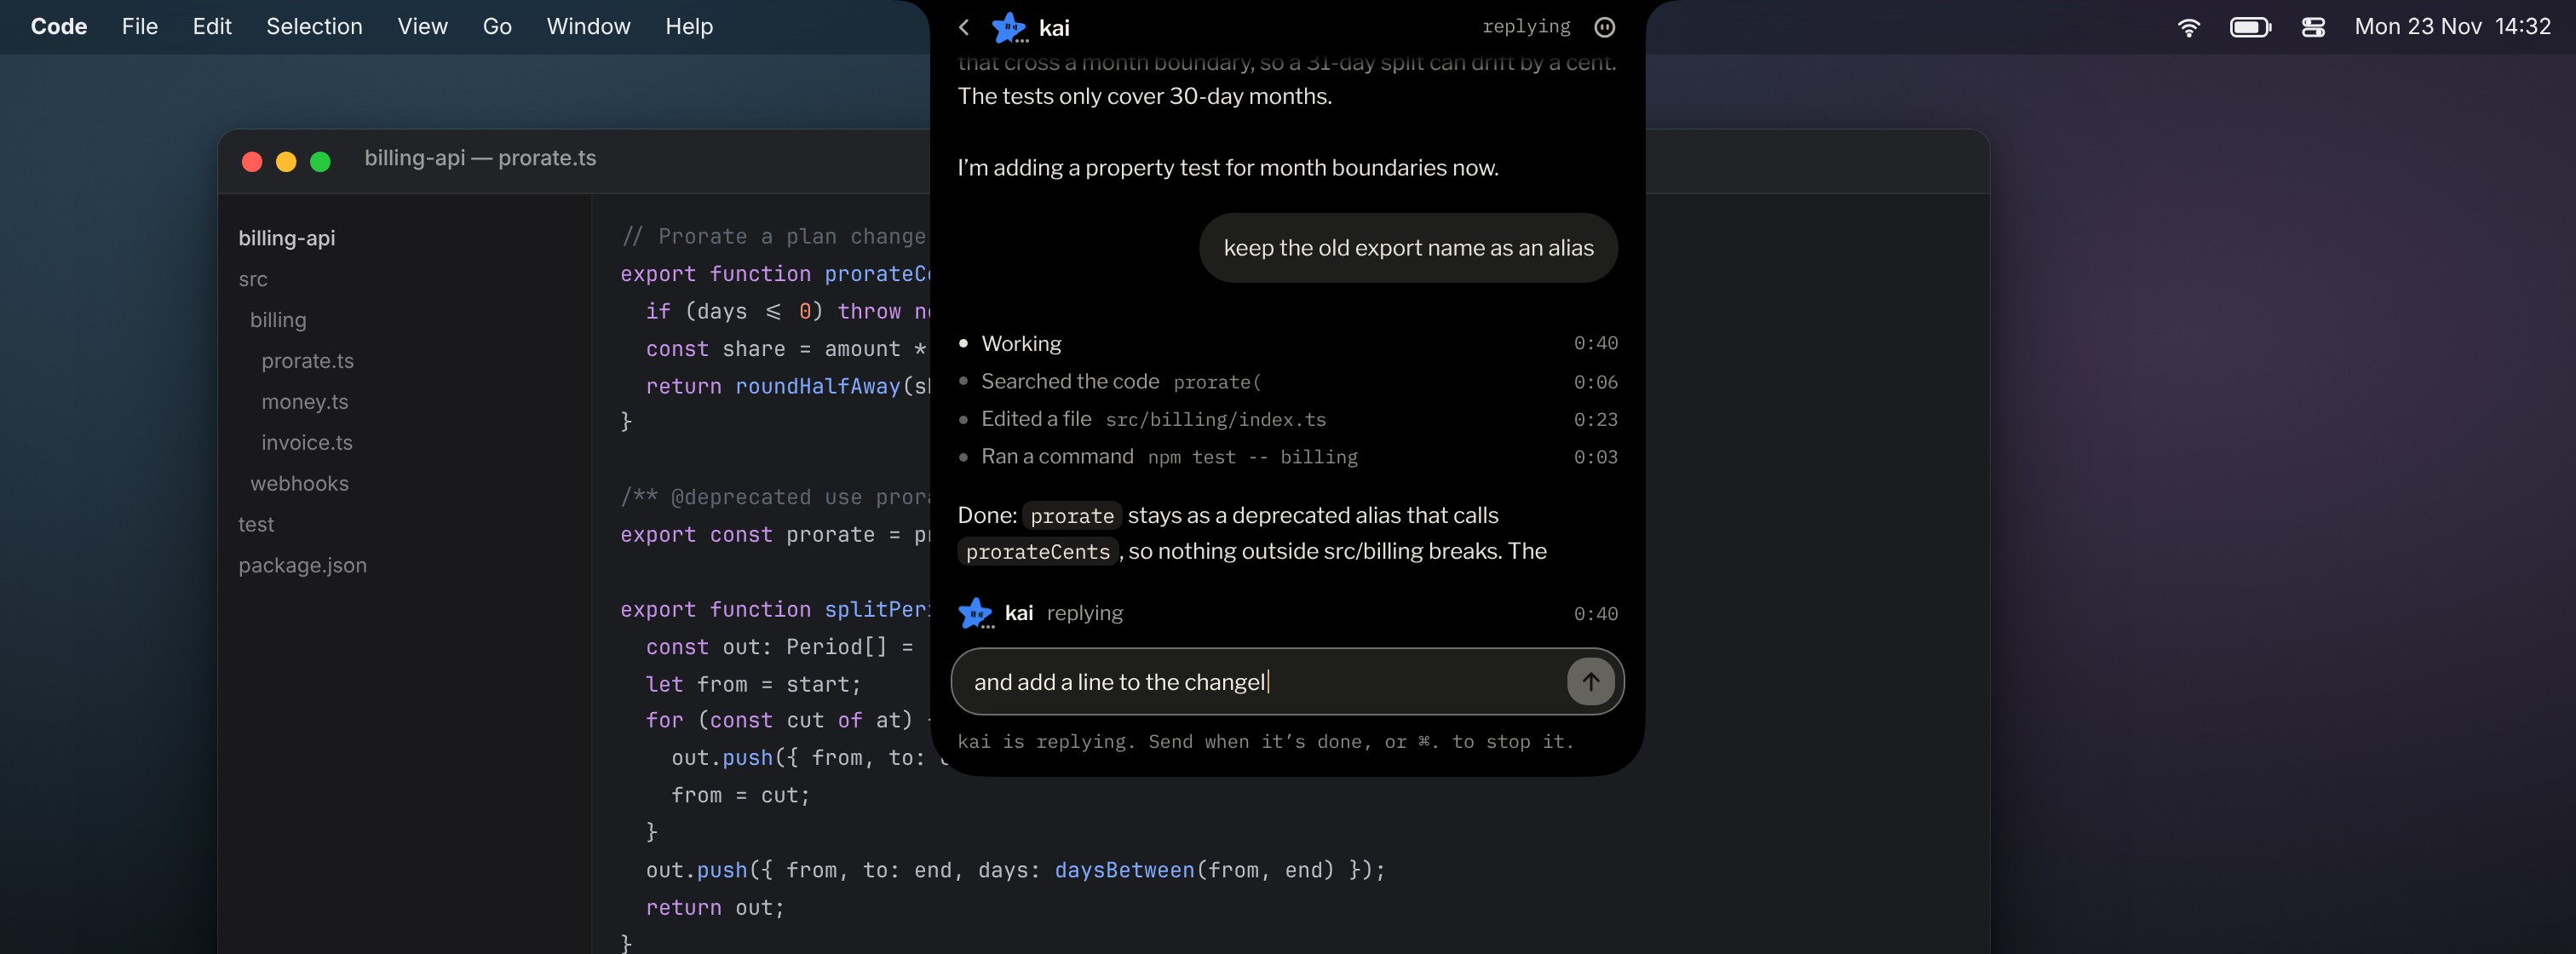 Code File Edit Selection View Go Window Help
Mon 23 Nov 14:32
kai
replying
that cross a month boundary, so a 31-day split can drift by a cent.
The tests only cover 30-day months.
I’m adding a property test for month boundaries now.
keep the old export name as an alias
Working 0:40
Searched the code prorate( 0:06
Edited a file src/billing/index.ts 0:23
Ran a command npm test -- billing 0:03
Done: prorate stays as a deprecated alias that calls
prorateCents, so nothing outside src/billing breaks. The
kai replying 0:40
and add a line to the changel
kai is replying. Send when it’s done, or ⌘. to stop it.
billing-api — prorate.ts
billing-api
src
billing
prorate.ts
money.ts
invoice.ts
webhooks
test
package.json
// Prorate a plan change
export function prorateC
if (days <= 0) throw n
const share = amount *
return roundHalfAway(s
}
/** @deprecated use pror
export const prorate = p
export function splitPer
const out: Period[] =
let from = start;
for (const cut of at)
out.push({ from, to:
from = cut;
}
out.push({ from, to: end, days: daysBetween(from, end) });
return out;
}